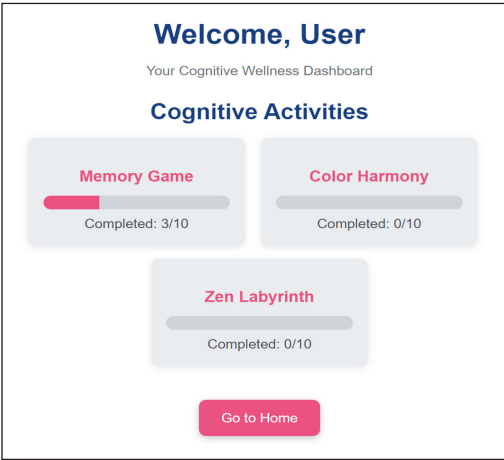 Welcome, User
Your Cognitive Wellness Dashboard
Cognitive Activities
Memory Game
Completed: 3/10
Color Harmony
Completed: 0/10
Zen Labyrinth
Completed: 0/10
Go to Home